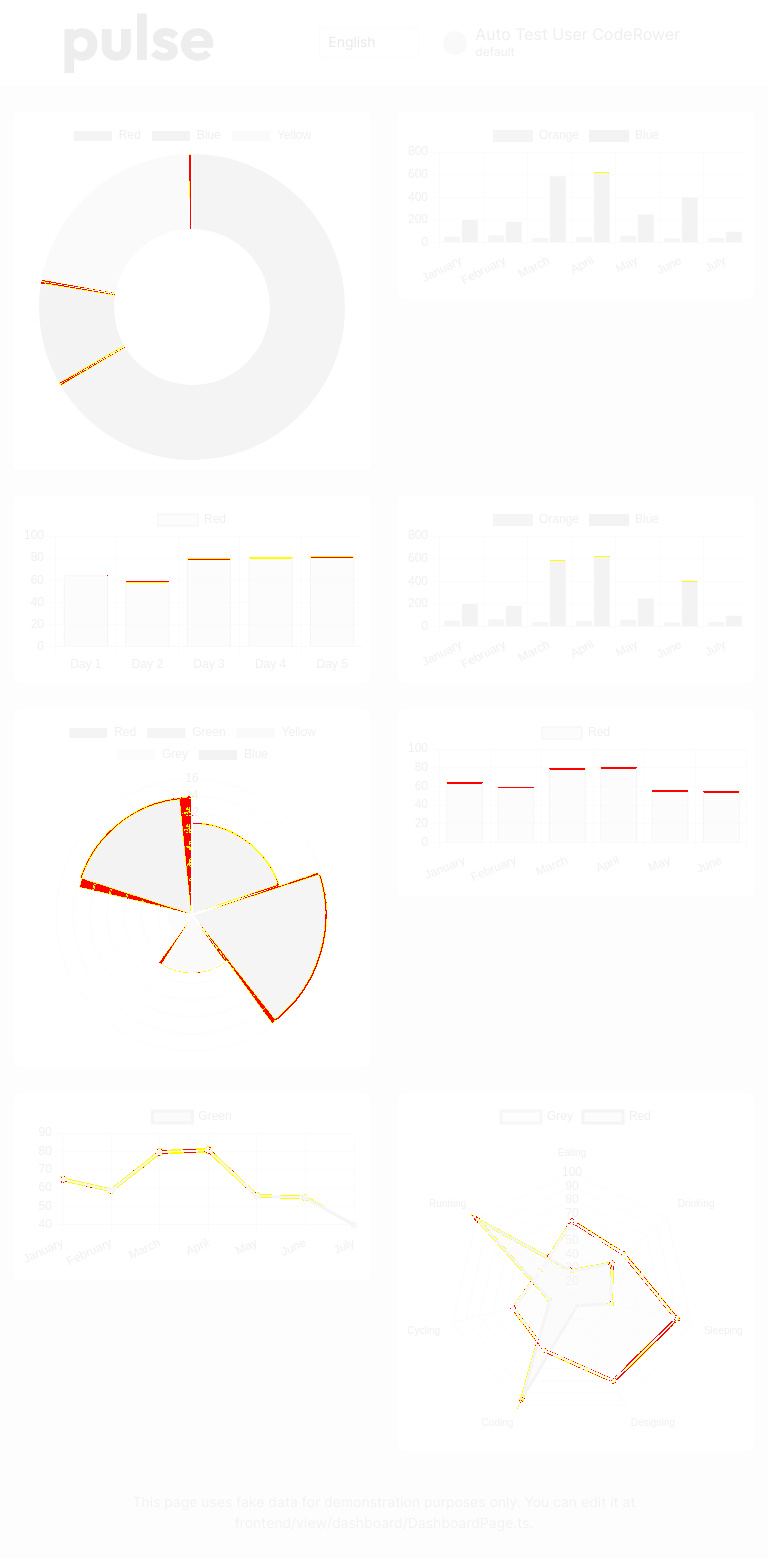 pulse
English
Auto Test User CodeRower
default
Red Blue Yellow
Orange Blue
800
600
400
200
0
January February March April May June July
Red
100
80
60
40
20
0
Day 1 Day 2 Day 3 Day 4 Day 5
Orange Blue
800
600
400
200
0
January February March April May June July
Red Green Yellow
Grey Blue
16
Red
100
80
60
40
20
0
January February March April May June
Green
90
80
70
60
50
40
January February March April May June July
Grey Red
Eating
100
90
80
70
Running
Drinking
Cycling
Sleeping
Coding
Designing
This page uses fake data for demonstration purposes only. You can edit it at
frontend/view/dashboard/DashboardPage.ts.